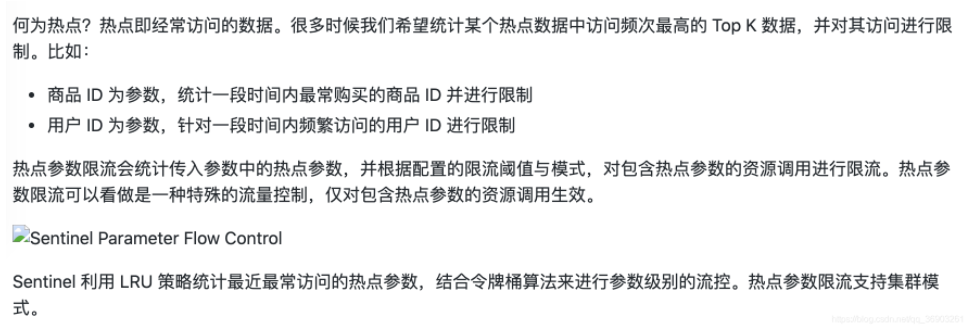 何为热点？热点即经常访问的数据。很多时候我们希望统计某个热点数据中访问频次最高的 Top K 数据，并对其访问进行限
制。比如：
• 商品 ID 为参数，统计一段时间内最常购买的商品 ID 并进行限制
• 用户 ID 为参数，针对一段时间内频繁访问的用户 ID 进行限制
热点参数限流会统计传入参数中的热点参数，并根据配置的限流阈值与模式，对包含热点参数的资源调用进行限流。热点参
数限流可以看做是一种特殊的流量控制，仅对包含热点参数的资源调用生效。
Sentinel Parameter Flow Control
Sentinel 利用 LRU 策略统计最近最常访问的热点参数，结合令牌桶算法来进行参数级别的流控。热点参数限流支持集群模
式。